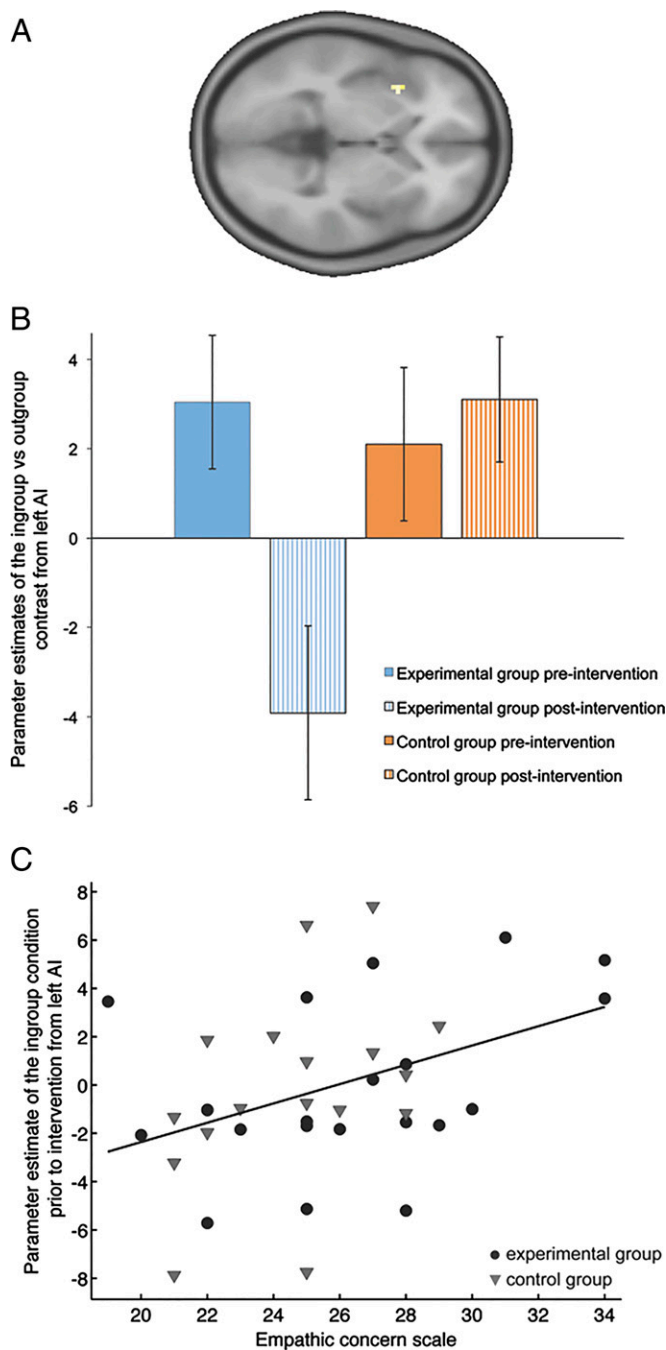 A
B
Parameter estimates of the ingroup vs outgroup
contrast from left AI
4
2
0
-2
-4
-6
Experimental group pre-intervention
Experimental group post-intervention
Control group pre-intervention
Control group post-intervention
C
Parameter estimate of the ingroup condition
prior to intervention from left AI
8
6
4
2
0
-2
-4
-6
-8
experimental group
control group
20 22 24 26 28 30 32 34
Empathic concern scale